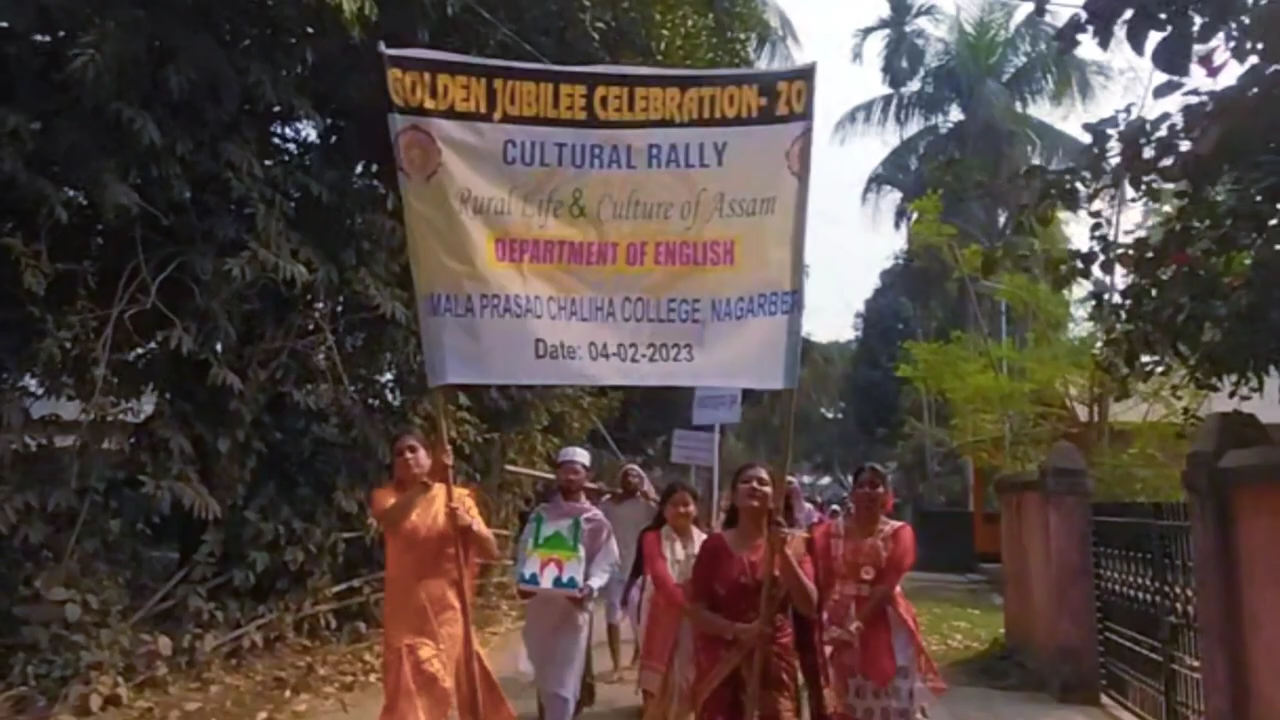 GOLDEN JUBILEE CELEBRATION- 20
CULTURAL RALLY
Rural Life & Culture of Assam
DEPARTMENT OF ENGLISH
MALA PRASAD CHALIHA COLLEGE, NAGARBER
Date: 04-02-2023